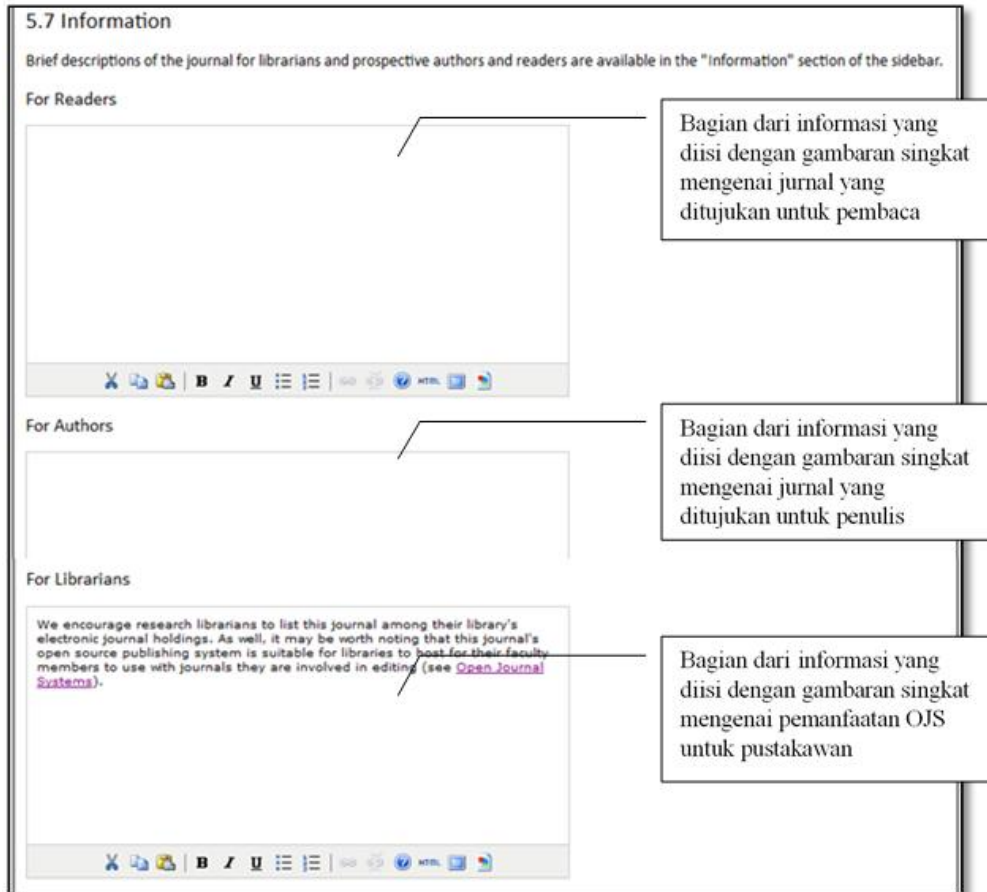 5.7 Information
Brief descriptions of the journal for librarians and prospective authors and readers are available in the "Information" section of the sidebar.
For Readers
Bagian dari informasi yang
diisi dengan gambaran singkat
mengenai jurnal yang
ditujukan untuk pembaca
B I U HTML
For Authors
Bagian dari informasi yang
diisi dengan gambaran singkat
mengenai jurnal yang
ditujukan untuk penulis
For Librarians
We encourage research librarians to list this journal among their library's
electronic journal holdings. As well, it may be worth noting that this journal's
open source publishing system is suitable for libraries to host for their faculty
members to use with journals they are involved in editing (see Open Journal
Systems).
Bagian dari informasi yang
diisi dengan gambaran singkat
mengenai pemanfaatan OJS
untuk pustakawan
B I U HTML